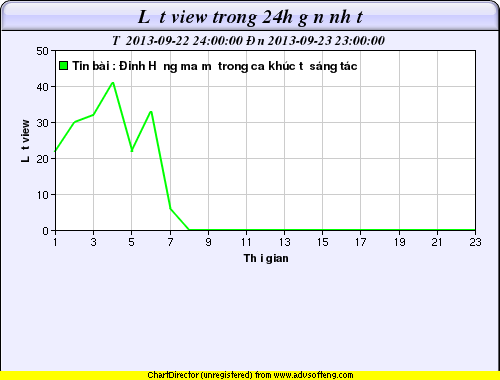 L t view trong 24h g n nh t
T 2013-09-22 24:00:00 Đ n 2013-09-23 23:00:00
50
40
30
20
10
0
L t view
Tin bài : Đinh H ng ma m trong ca khúc t sáng tác
1 3 5 7 9 11 13 15 17 19 21 23
Th i gian
ChartDirector (unregistered) from www.advsofteng.com